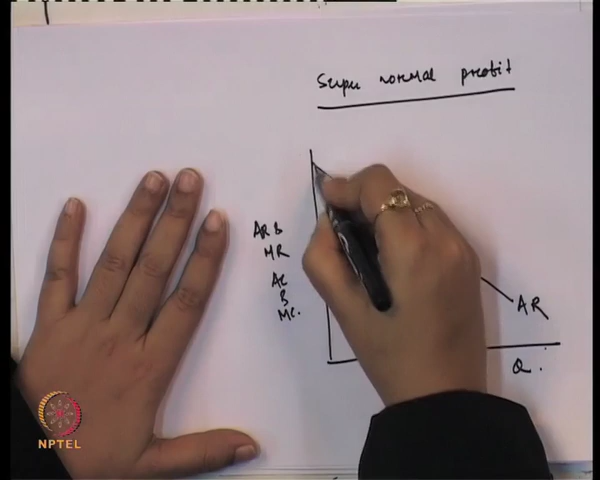 Super normal profit
AR &
MR
AC
&
MC.
AR
Q.
NPTEL